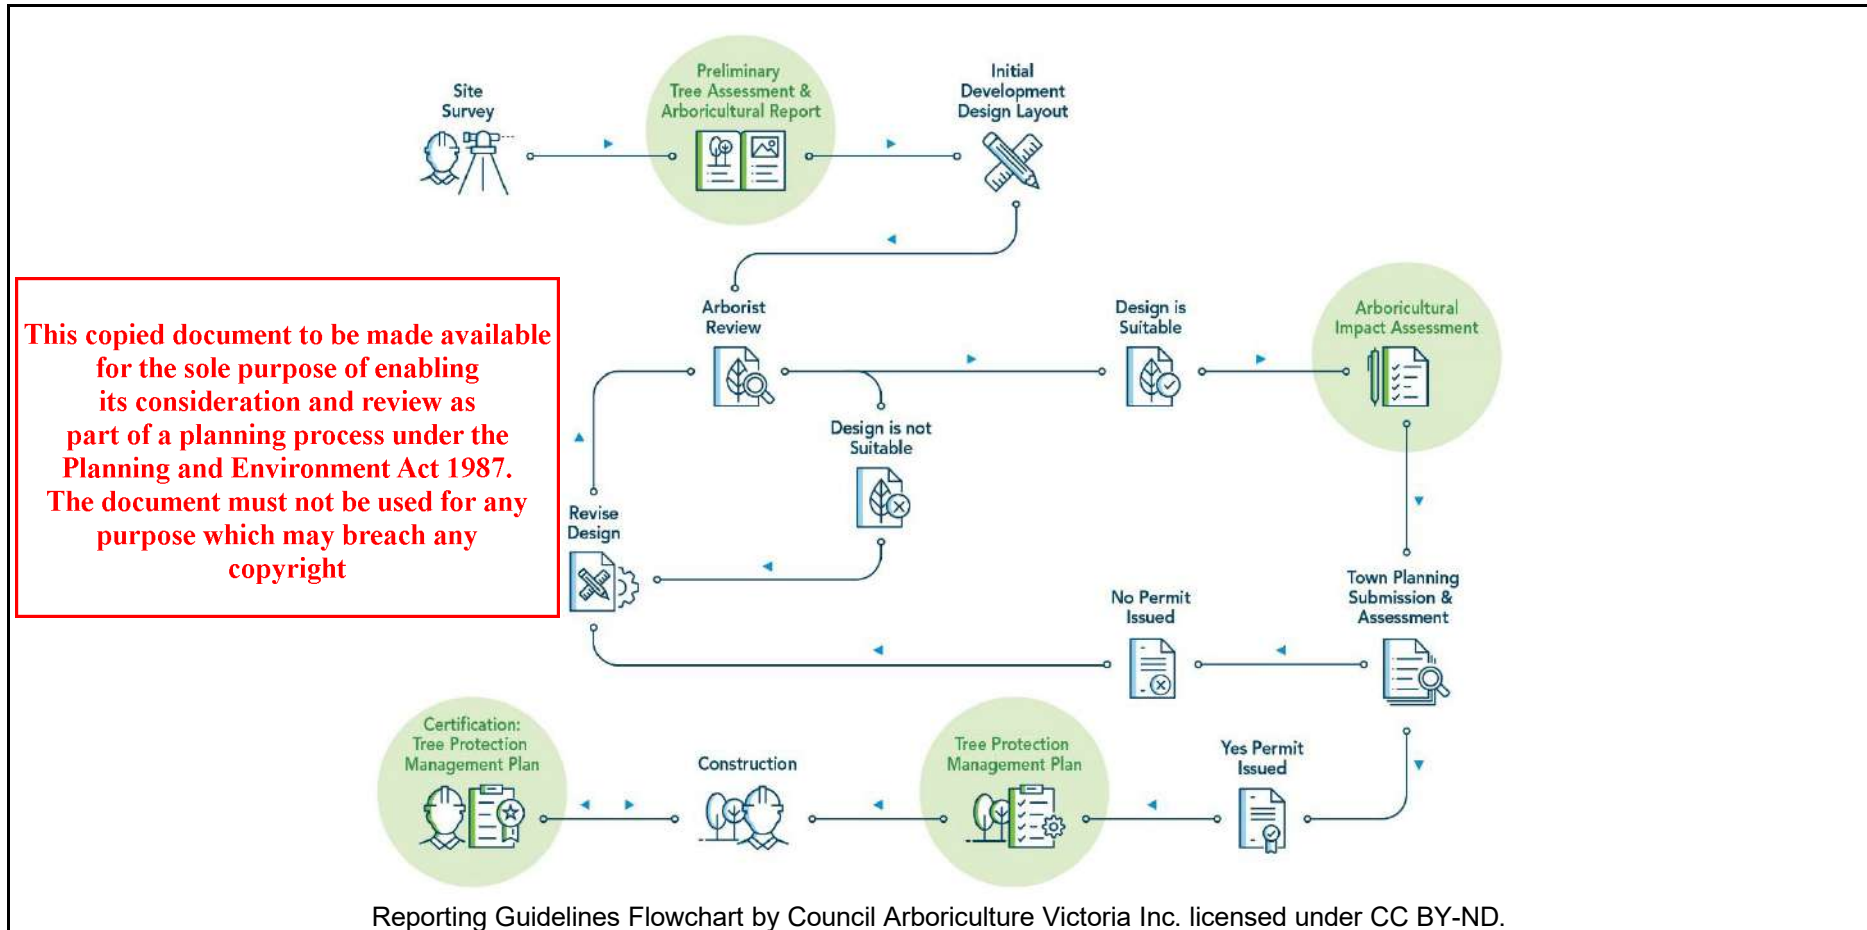 Site
Survey
Preliminary
Tree Assessment &
Arboricultural Report
Initial
Development
Design Layout
Arborist
Review
Design is
Suitable
Arboricultural
Impact Assessment
This copied document to be made available
for the sole purpose of enabling
its consideration and review as
part of a planning process under the
Planning and Environment Act 1987.
The document must not be used for any
purpose which may breach any
copyright
Design is not
Suitable
Revise
Design
No Permit
Issued
Town Planning
Submission &
Assessment
Certification:
Tree Protection
Management Plan
Construction
Tree Protection
Management Plan
Yes Permit
Issued
Reporting Guidelines Flowchart by Council Arboriculture Victoria Inc. licensed under CC BY-ND.